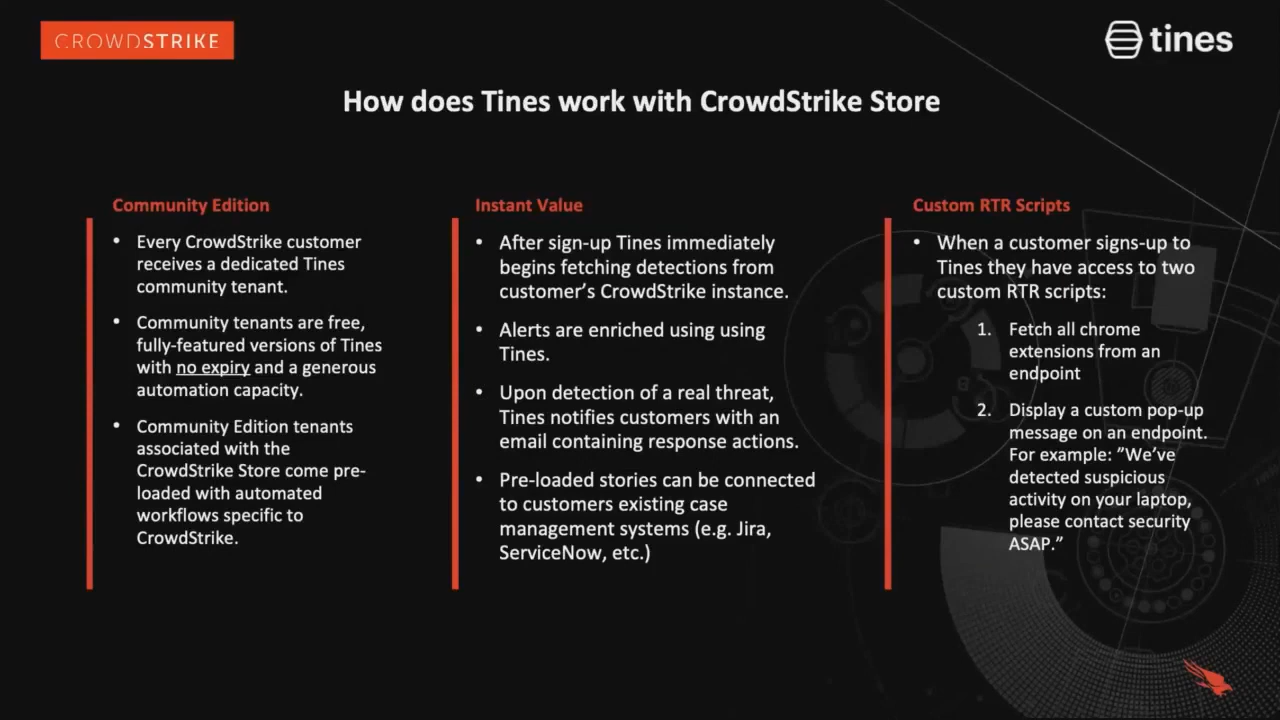 CROWDSTRIKE
tines
How does Tines work with CrowdStrike Store
Community Edition
• Every CrowdStrike customer
receives a dedicated Tines
community tenant.
• Community tenants are free,
fully-featured versions of Tines
with no expiry and a generous
automation capacity.
• Community Edition tenants
associated with the
CrowdStrike Store come pre-
loaded with automated
workflows specific to
CrowdStrike.
Instant Value
• After sign-up Tines immediately
begins fetching detections from
customer’s CrowdStrike instance.
• Alerts are enriched using using
Tines.
• Upon detection of a real threat,
Tines notifies customers with an
email containing response actions.
• Pre-loaded stories can be connected
to customers existing case
management systems (e.g. Jira,
ServiceNow, etc.)
Custom RTR Scripts
• When a customer signs-up to
Tines they have access to two
custom RTR scripts:
1. Fetch all chrome
extensions from an
endpoint
2. Display a custom pop-up
message on an endpoint.
For example: ”We’ve
detected suspicious
activity on your laptop,
please contact security
ASAP.”